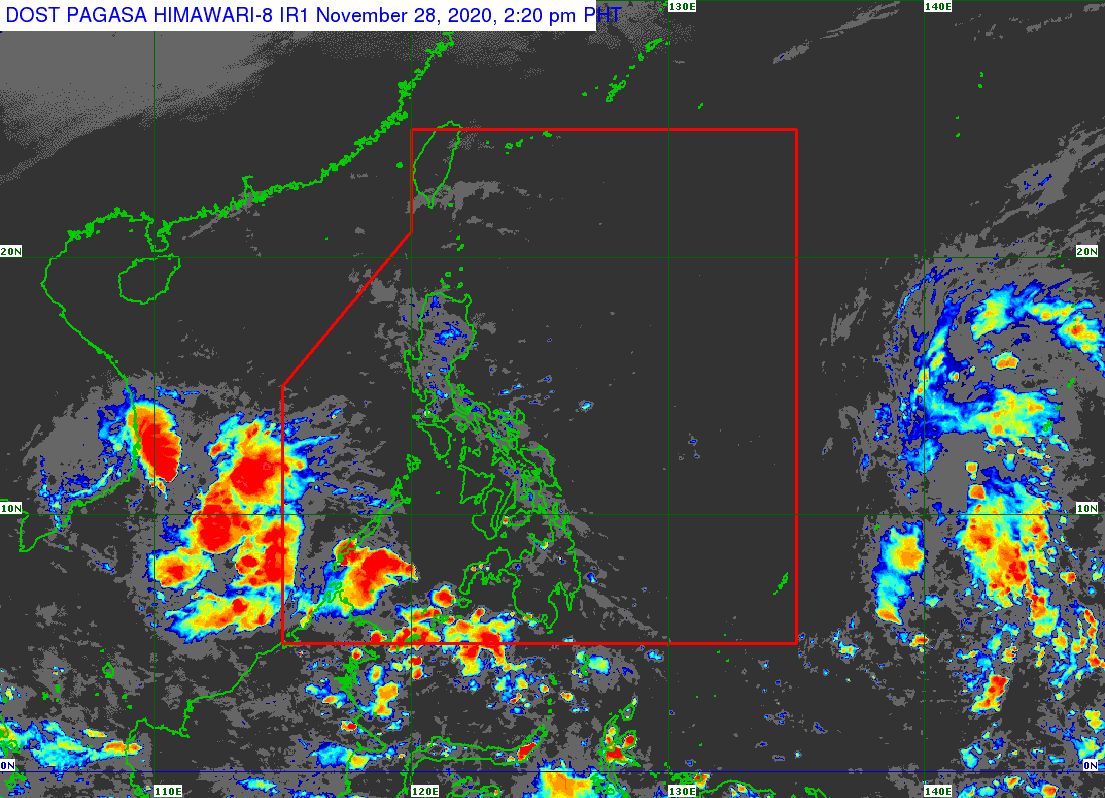 DOST PAGASA HIMAWARI-8 IR1 November 28, 2020, 2:20 pm PHT
130E 140E
20N 20N
10N 10N
0N 0N
110E 120E 130E 140E